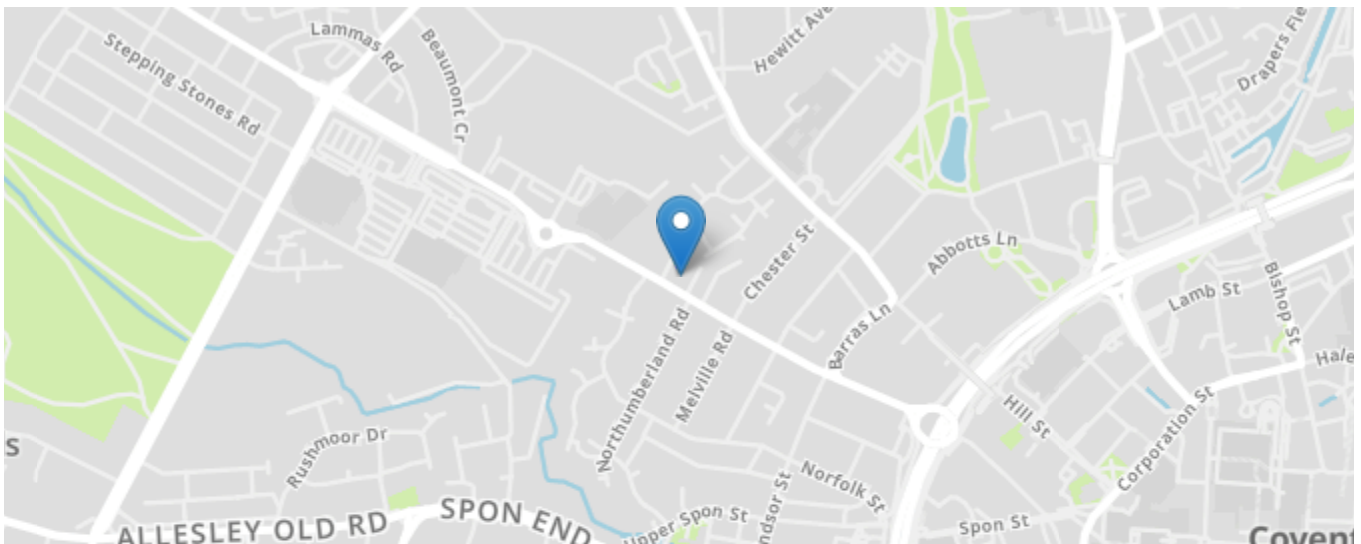 Lammas Rd
Beaumont Cr
Hewitt Ave
Stepping Stones Rd
Drapers Fie
Chester St
Abbotts Ln
Bishop St
Lamb St
Barras Ln
Northumberland Rd
Melville Rd
Hale
Hill St
Corporation St
Rushmoor Dr
S
Norfolk St
ndsor St
ALLESLEY OLD RD
SPON END
Upper Spon St
Spon St
Covent